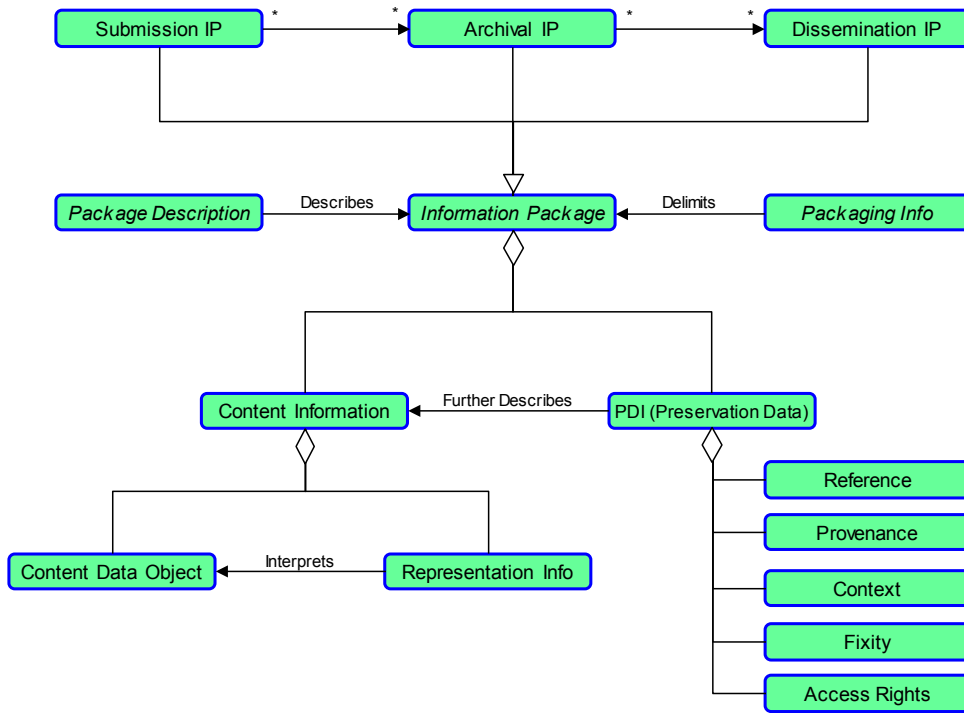 Submission IP
* *
Archival IP
* *
Dissemination IP
Package Description
Describes
Information Package
Delimits
Packaging Info
Content Information
Further Describes
PDI (Preservation Data)
Reference
Provenance
Content Data Object
Interprets
Representation Info
Context
Fixity
Access Rights